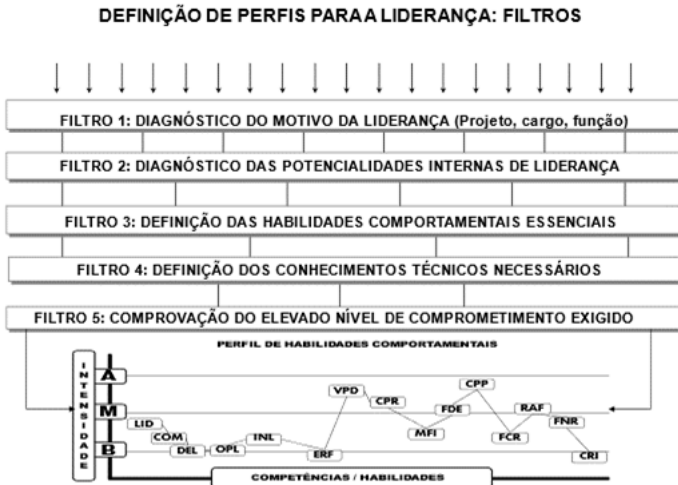 DEFINIÇÃO DE PERFIS PARA A LIDERANÇA: FILTROS
FILTRO 1: DIAGNÓSTICO DO MOTIVO DA LIDERANÇA (Projeto, cargo, função)
FILTRO 2: DIAGNÓSTICO DAS POTENCIALIDADES INTERNAS DE LIDERANÇA
FILTRO 3: DEFINIÇÃO DAS HABILIDADES COMPORTAMENTAIS ESSENCIAIS
FILTRO 4: DEFINIÇÃO DOS CONHECIMENTOS TÉCNICOS NECESSÁRIOS
FILTRO 5: COMPROVAÇÃO DO ELEVADO NÍVEL DE COMPROMETIMENTO EXIGIDO
PERFIL DE HABILIDADES COMPORTAMENTAIS
INTENSIDADE
A
M
B
LID
COM
DEL
OPL
INL
ERF
VPD
CPR
MFI
FDE
CPP
FCR
RAF
FNR
CRI
COMPETÊNCIAS / HABILIDADES